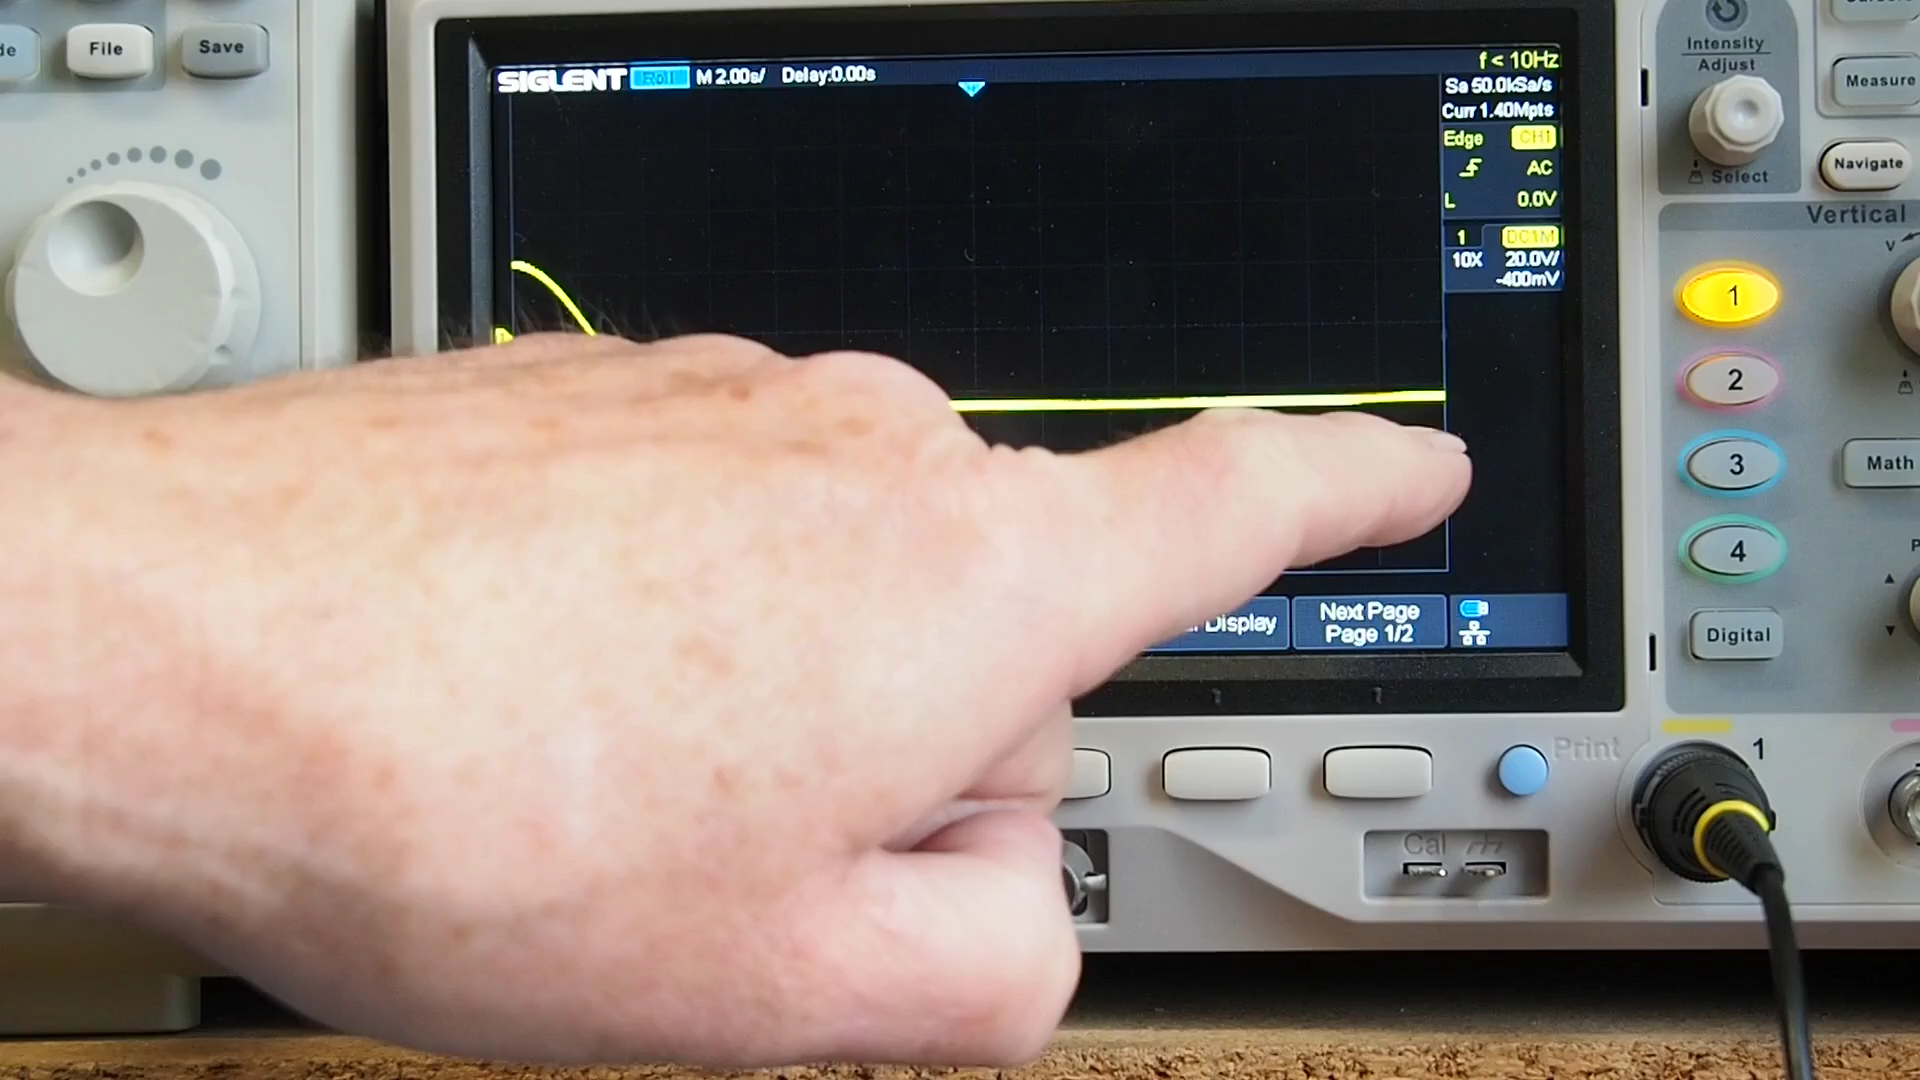 de
File
Save
SIGLENT Roll M 2.00s/ Delay:0.00s
f < 10Hz
Sa 50.0kSa/s
Curr 1.40Mpts
Edge CH1
AC
L 0.0V
1 DC1M
10X 20.0V/
-400mV
Display
Next Page
Page 1/2
Intensity
Adjust
Select
Measure
Navigate
Vertical
V
1
2
3
4
Math
Digital
P
Print
1
Cal